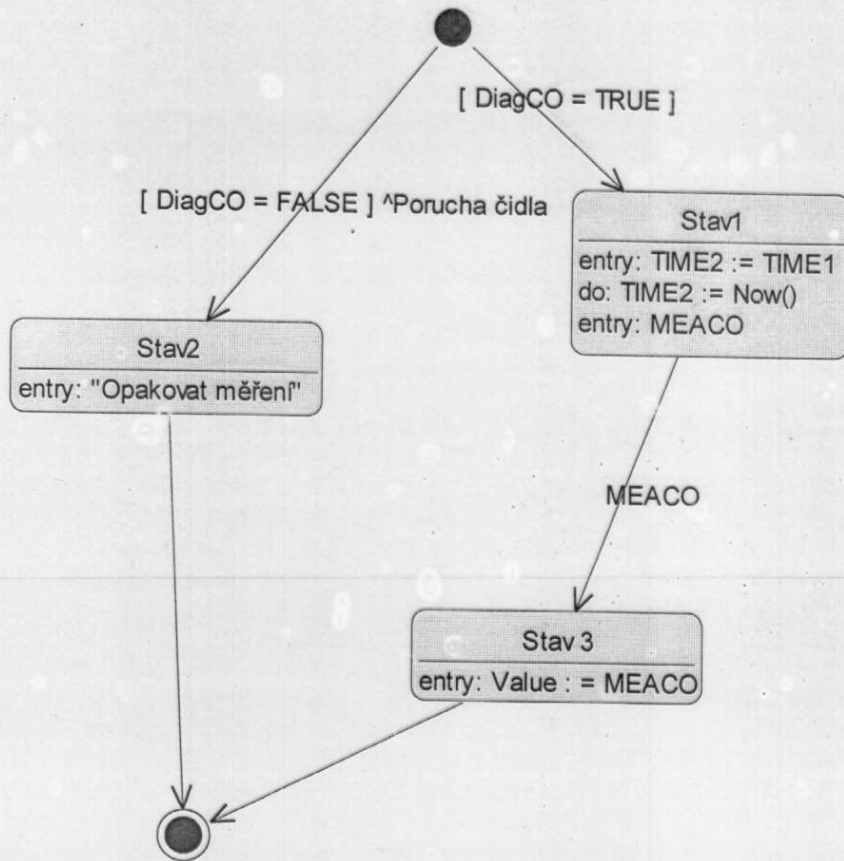 [ DiagCO = TRUE ]
[ DiagCO = FALSE ] ^Porucha čidla
Stav1
entry: TIME2 := TIME1
do: TIME2 := Now()
entry: MEACO
Stav2
entry: "Opakovat měření"
MEACO
Stav 3
entry: Value : = MEACO